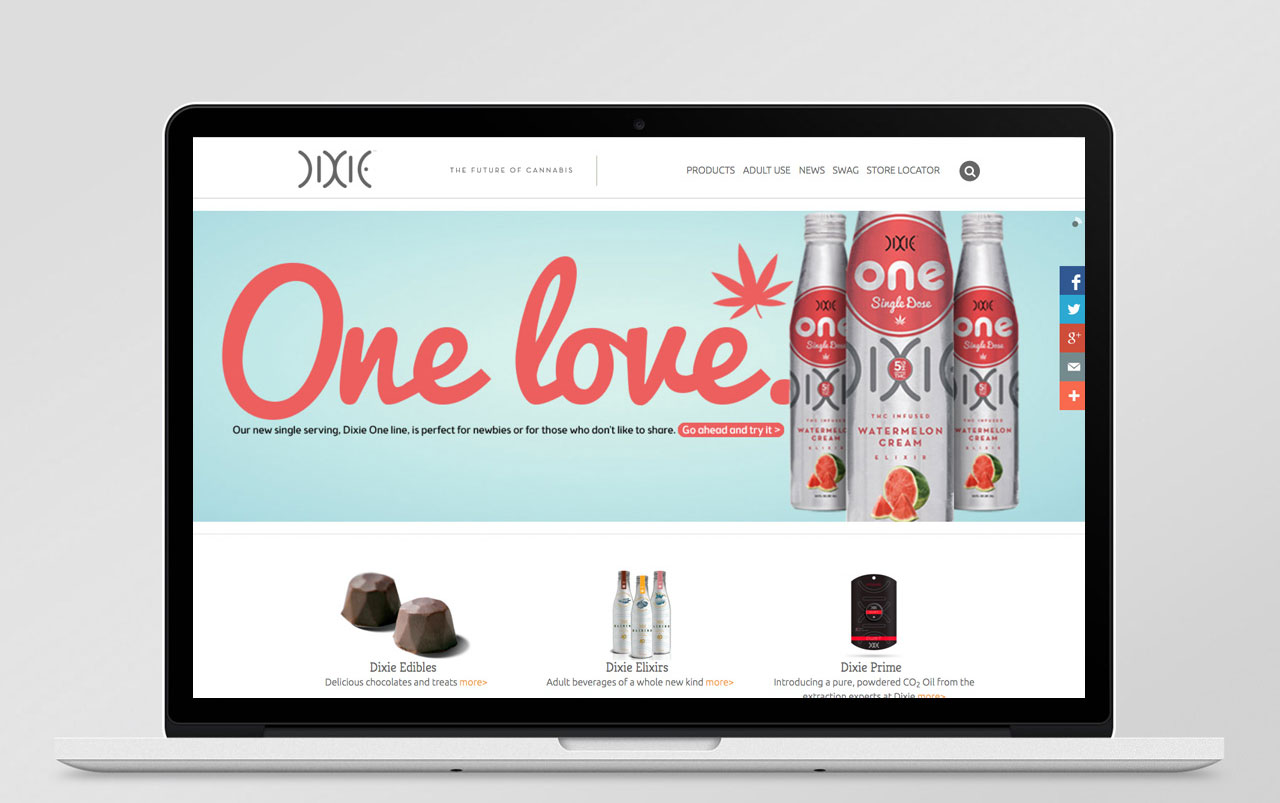 DIXIE
THE FUTURE OF CANNABIS
PRODUCTS ADULT USE NEWS SWAG STORE LOCATOR
One love.
Our new single serving, Dixie One line, is perfect for newbies or for those who don't like to share. Go ahead and try it >
DIXIE
one
Single Dose
DIXIE
5
THC INFUSED
WATERMELON
CREAM
ELIXIR
DIXIE
one
Single Dose
DIXIE
THC INFUSED
WATERMELON
CREAM
ELIXIR
DIXIE
one
Single Dose
DIXIE
THC INFUSED
WATERMELON
CREAM
ELIXIR
f
g+
Dixie Edibles
Delicious chocolates and treats more>
Dixie Elixirs
Adult beverages of a whole new kind more>
Dixie Prime
Introducing a pure, powdered CO2 Oil from the
extraction experts at Dixie more>